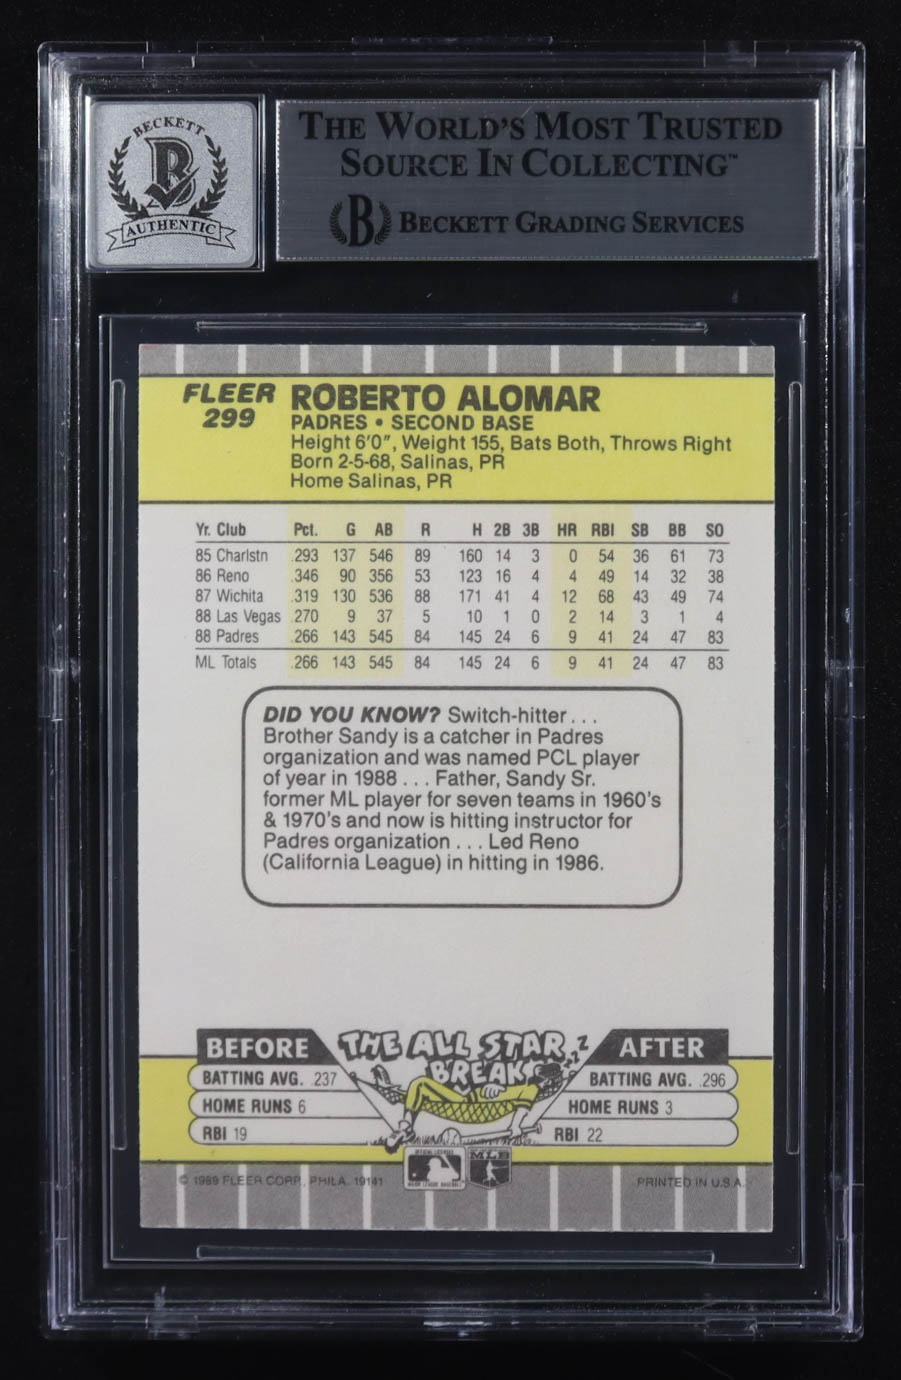 BECKETT
B
AUTHENTIC
THE WORLD'S MOST TRUSTED
SOURCE IN COLLECTING™
B BECKETT GRADING SERVICES
FLEER
299
ROBERTO ALOMAR
PADRES • SECOND BASE
Height 6'0", Weight 155, Bats Both, Throws Right
Born 2-5-68, Salinas, PR
Home Salinas, PR
Yr. Club Pct. G AB R H 2B 3B HR RBI SB BB SO
85 Charlstn .293 137 546 89 160 14 3 0 54 36 61 73
86 Reno .346 90 356 53 123 16 4 4 49 14 32 38
87 Wichita .319 130 536 88 171 41 4 12 68 43 49 74
88 Las Vegas .270 9 37 5 10 1 0 2 14 3 1 4
88 Padres .266 143 545 84 145 24 6 9 41 24 47 83
ML Totals .266 143 545 84 145 24 6 9 41 24 47 83
DID YOU KNOW? Switch-hitter . . .
Brother Sandy is a catcher in Padres
organization and was named PCL player
of year in 1988 . . . Father, Sandy Sr.
former ML player for seven teams in 1960's
& 1970's and now is hitting instructor for
Padres organization . . . Led Reno
(California League) in hitting in 1986.
BEFORE
BATTING AVG. .237
HOME RUNS 6
RBI 19
THE ALL STAR
BREAK
ZZZ
AFTER
BATTING AVG. .296
HOME RUNS 3
RBI 22
OFFICIAL LICENSEE
MAJOR LEAGUE BASEBALL
MLB
© 1989 FLEER CORP., PHILA. 19141
PRINTED IN U.S.A.